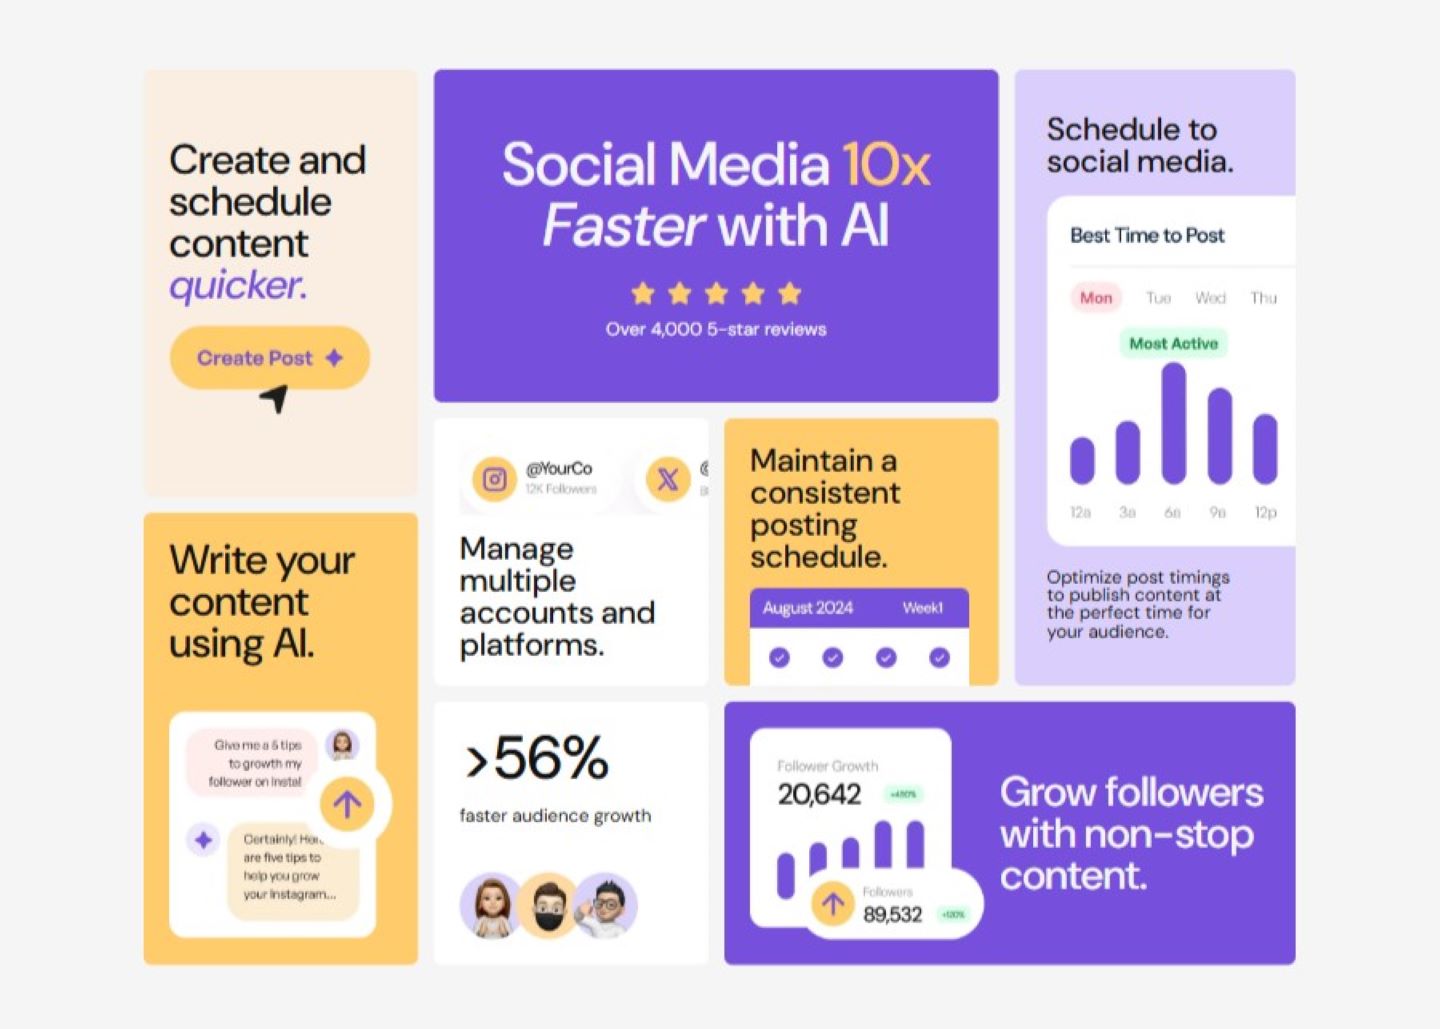 Create and
schedule
content
quicker.
Create Post
Social Media 10x
Faster with AI
Over 4,000 5-star reviews
Schedule to
social media.
Best Time to Post
Mon Tue Wed Thu
Most Active
12a 3a 6a 9a 12p
Optimize post timings
to publish content at
the perfect time for
your audience.
@YourCo
12K Followers
Manage
multiple
accounts and
platforms.
Maintain a
consistent
posting
schedule.
August 2024 Week1
Write your
content
using AI.
Give me a 5 tips
to growth my
follower on Insta!
Certainly! Here
are five tips to
help you grow
your Instagram...
>56%
faster audience growth
Follower Growth
20,642
Followers
89,532
Grow followers
with non-stop
content.